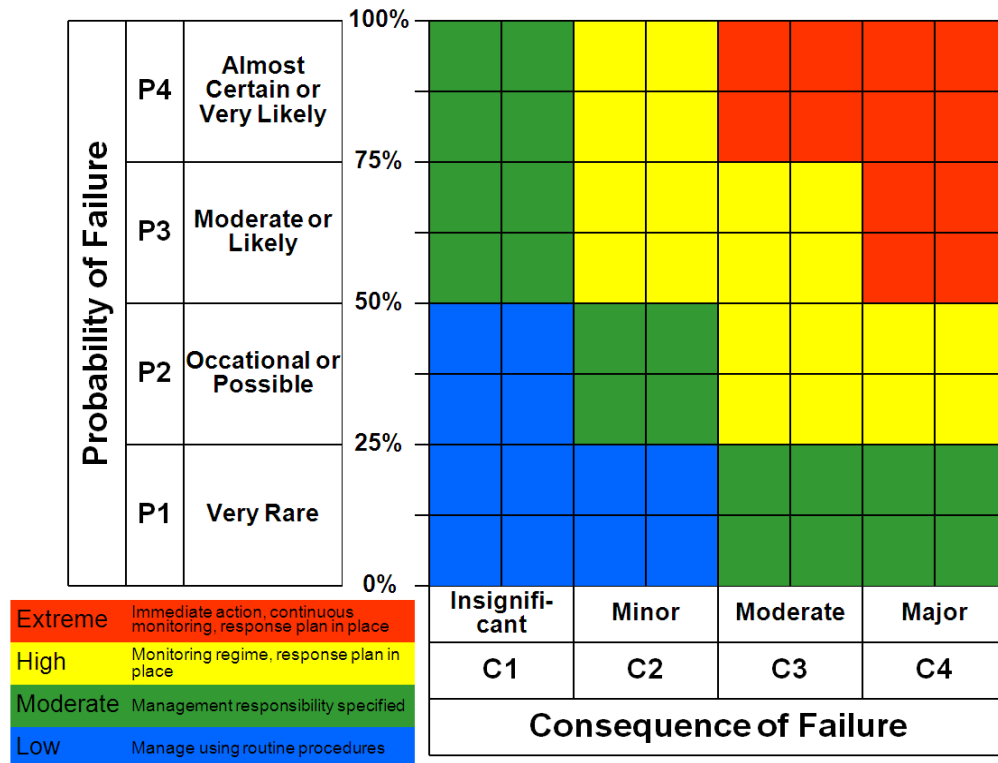 Probability of Failure
P4
Almost
Certain or
Very Likely
P3
Moderate or
Likely
P2
Occational or
Possible
P1
Very Rare
100%
75%
50%
25%
0%
Insignifi-
cant
Minor
Moderate
Major
C1
C2
C3
C4
Consequence of Failure
Extreme
Immediate action, continuous
monitoring, response plan in place
High
Monitoring regime, response plan in
place
Moderate
Management responsibility specified
Low
Manage using routine procedures